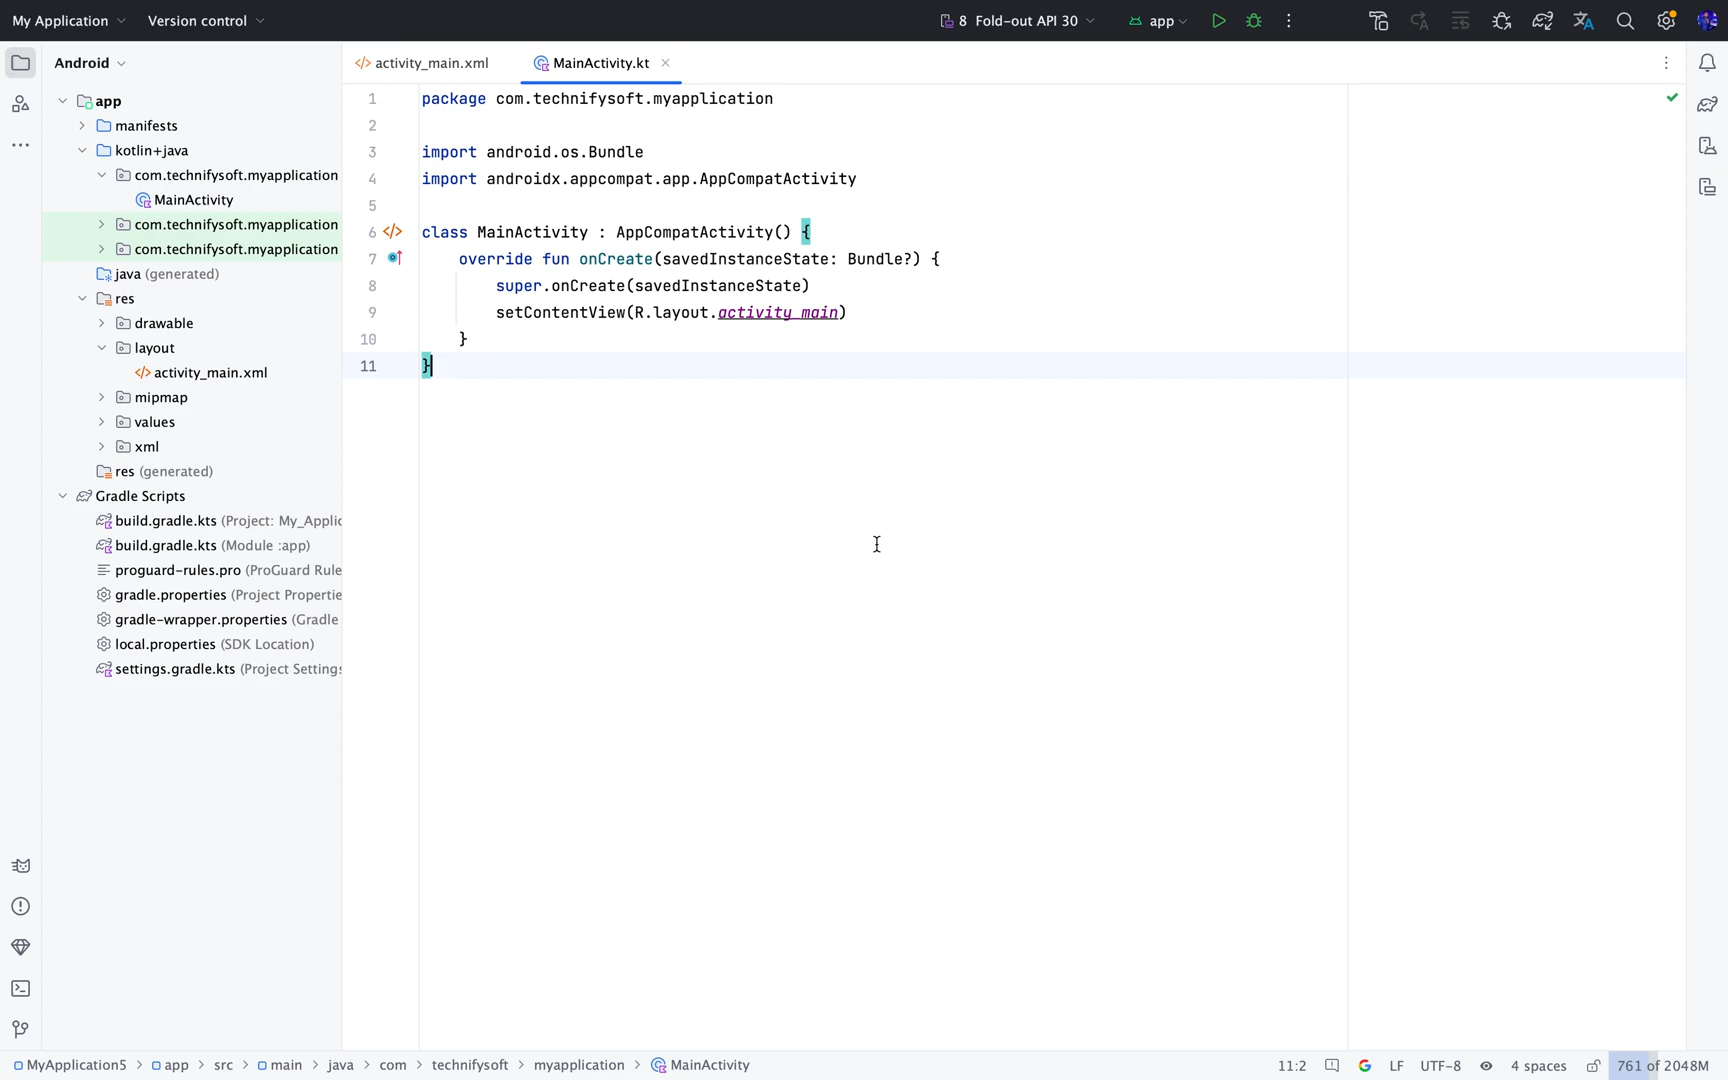 My Application Version control 8 Fold-out API 30 app
Android
app
manifests
kotlin+java
com.technifysoft.myapplication
MainActivity
com.technifysoft.myapplication
com.technifysoft.myapplication
java (generated)
res
drawable
layout
activity_main.xml
mipmap
values
xml
res (generated)
Gradle Scripts
build.gradle.kts (Project: My_Applic
build.gradle.kts (Module :app)
proguard-rules.pro (ProGuard Rule
gradle.properties (Project Propertie
gradle-wrapper.properties (Gradle
local.properties (SDK Location)
settings.gradle.kts (Project Settings
activity_main.xml MainActivity.kt
1 package com.technifysoft.myapplication
2
3 import android.os.Bundle
4 import androidx.appcompat.app.AppCompatActivity
5
6 class MainActivity : AppCompatActivity() {
7 override fun onCreate(savedInstanceState: Bundle?) {
8 super.onCreate(savedInstanceState)
9 setContentView(R.layout.activity_main)
10 }
11 }
MyApplication5 > app > src > main > java > com > technifysoft > myapplication > MainActivity 11:2 LF UTF-8 4 spaces 761 of 2048M